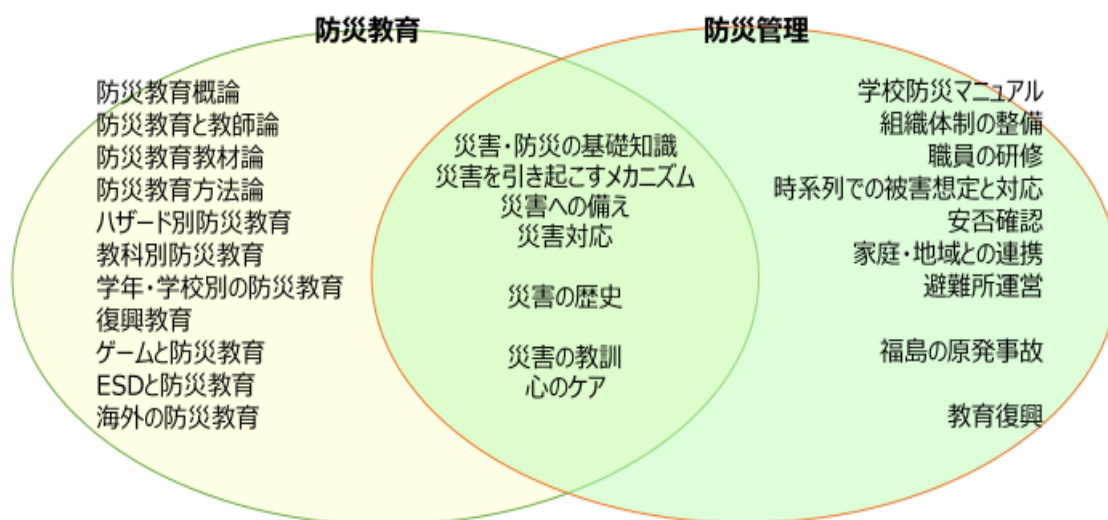 防災教育
防災教育概論
防災教育と教師論
防災教育教材論
防災教育方法論
ハザード別防災教育
教科別防災教育
学年・学校別の防災教育
復興教育
ゲームと防災教育
ESDと防災教育
海外の防災教育
災害・防災の基礎知識
災害を引き起こすメカニズム
災害への備え
災害対応
災害の歴史
災害の教訓
心のケア
防災管理
学校防災マニュアル
組織体制の整備
職員の研修
時系列での被害想定と対応
安否確認
家庭・地域との連携
避難所運営
福島の原発事故
教育復興